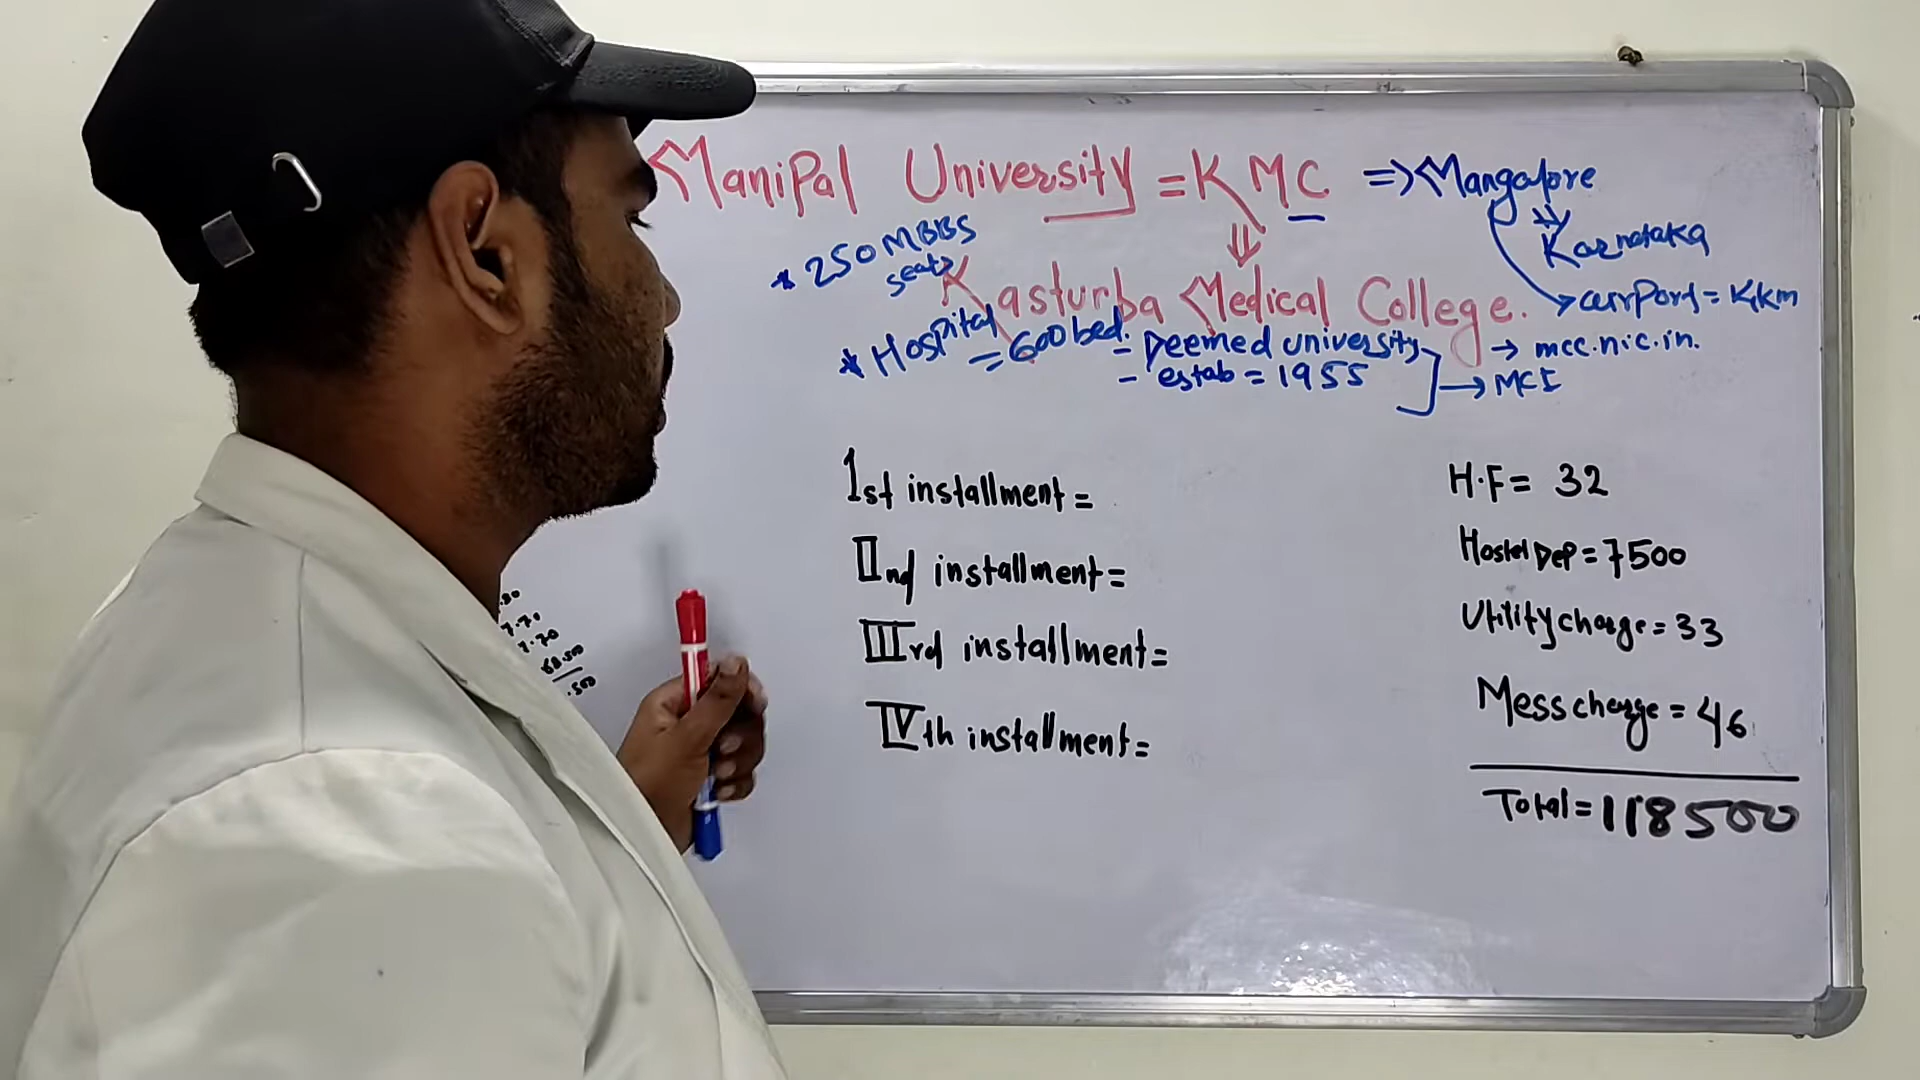 Manipal University = KMC => Mangalore
Karnataka
* 250 MBBS
seats
Kasturba Medical College.
→ airport = 4km
* Hospital
= 600 bed.
- Deemed university → mcc.nic.in.
- estab = 1955 → MCI
1st installment =
IInd installment =
IIIrd installment =
IVth installment =
H.F = 32
Hostel Dep = 7500
Utility charge = 33
Mess charge = 46
Total = 118500
.500